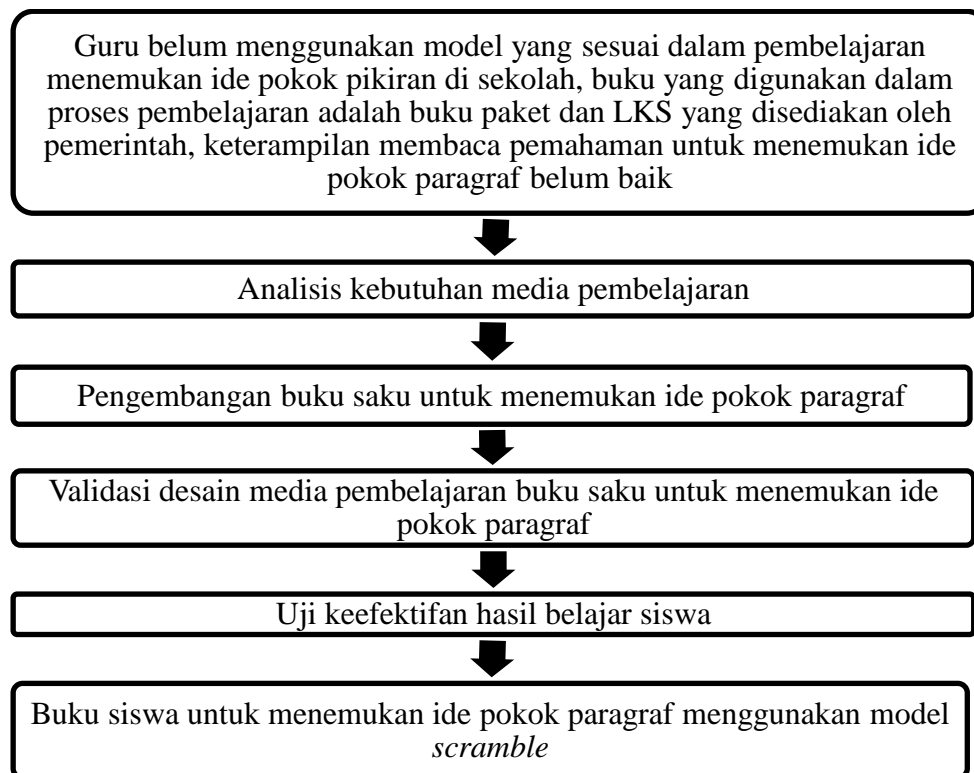 Guru belum menggunakan model yang sesuai dalam pembelajaran
menemukan ide pokok pikiran di sekolah, buku yang digunakan dalam
proses pembelajaran adalah buku paket dan LKS yang disediakan oleh
pemerintah, keterampilan membaca pemahaman untuk menemukan ide
pokok paragraf belum baik
Analisis kebutuhan media pembelajaran
Pengembangan buku saku untuk menemukan ide pokok paragraf
Validasi desain media pembelajaran buku saku untuk menemukan ide
pokok paragraf
Uji keefektifan hasil belajar siswa
Buku siswa untuk menemukan ide pokok paragraf menggunakan model
scramble